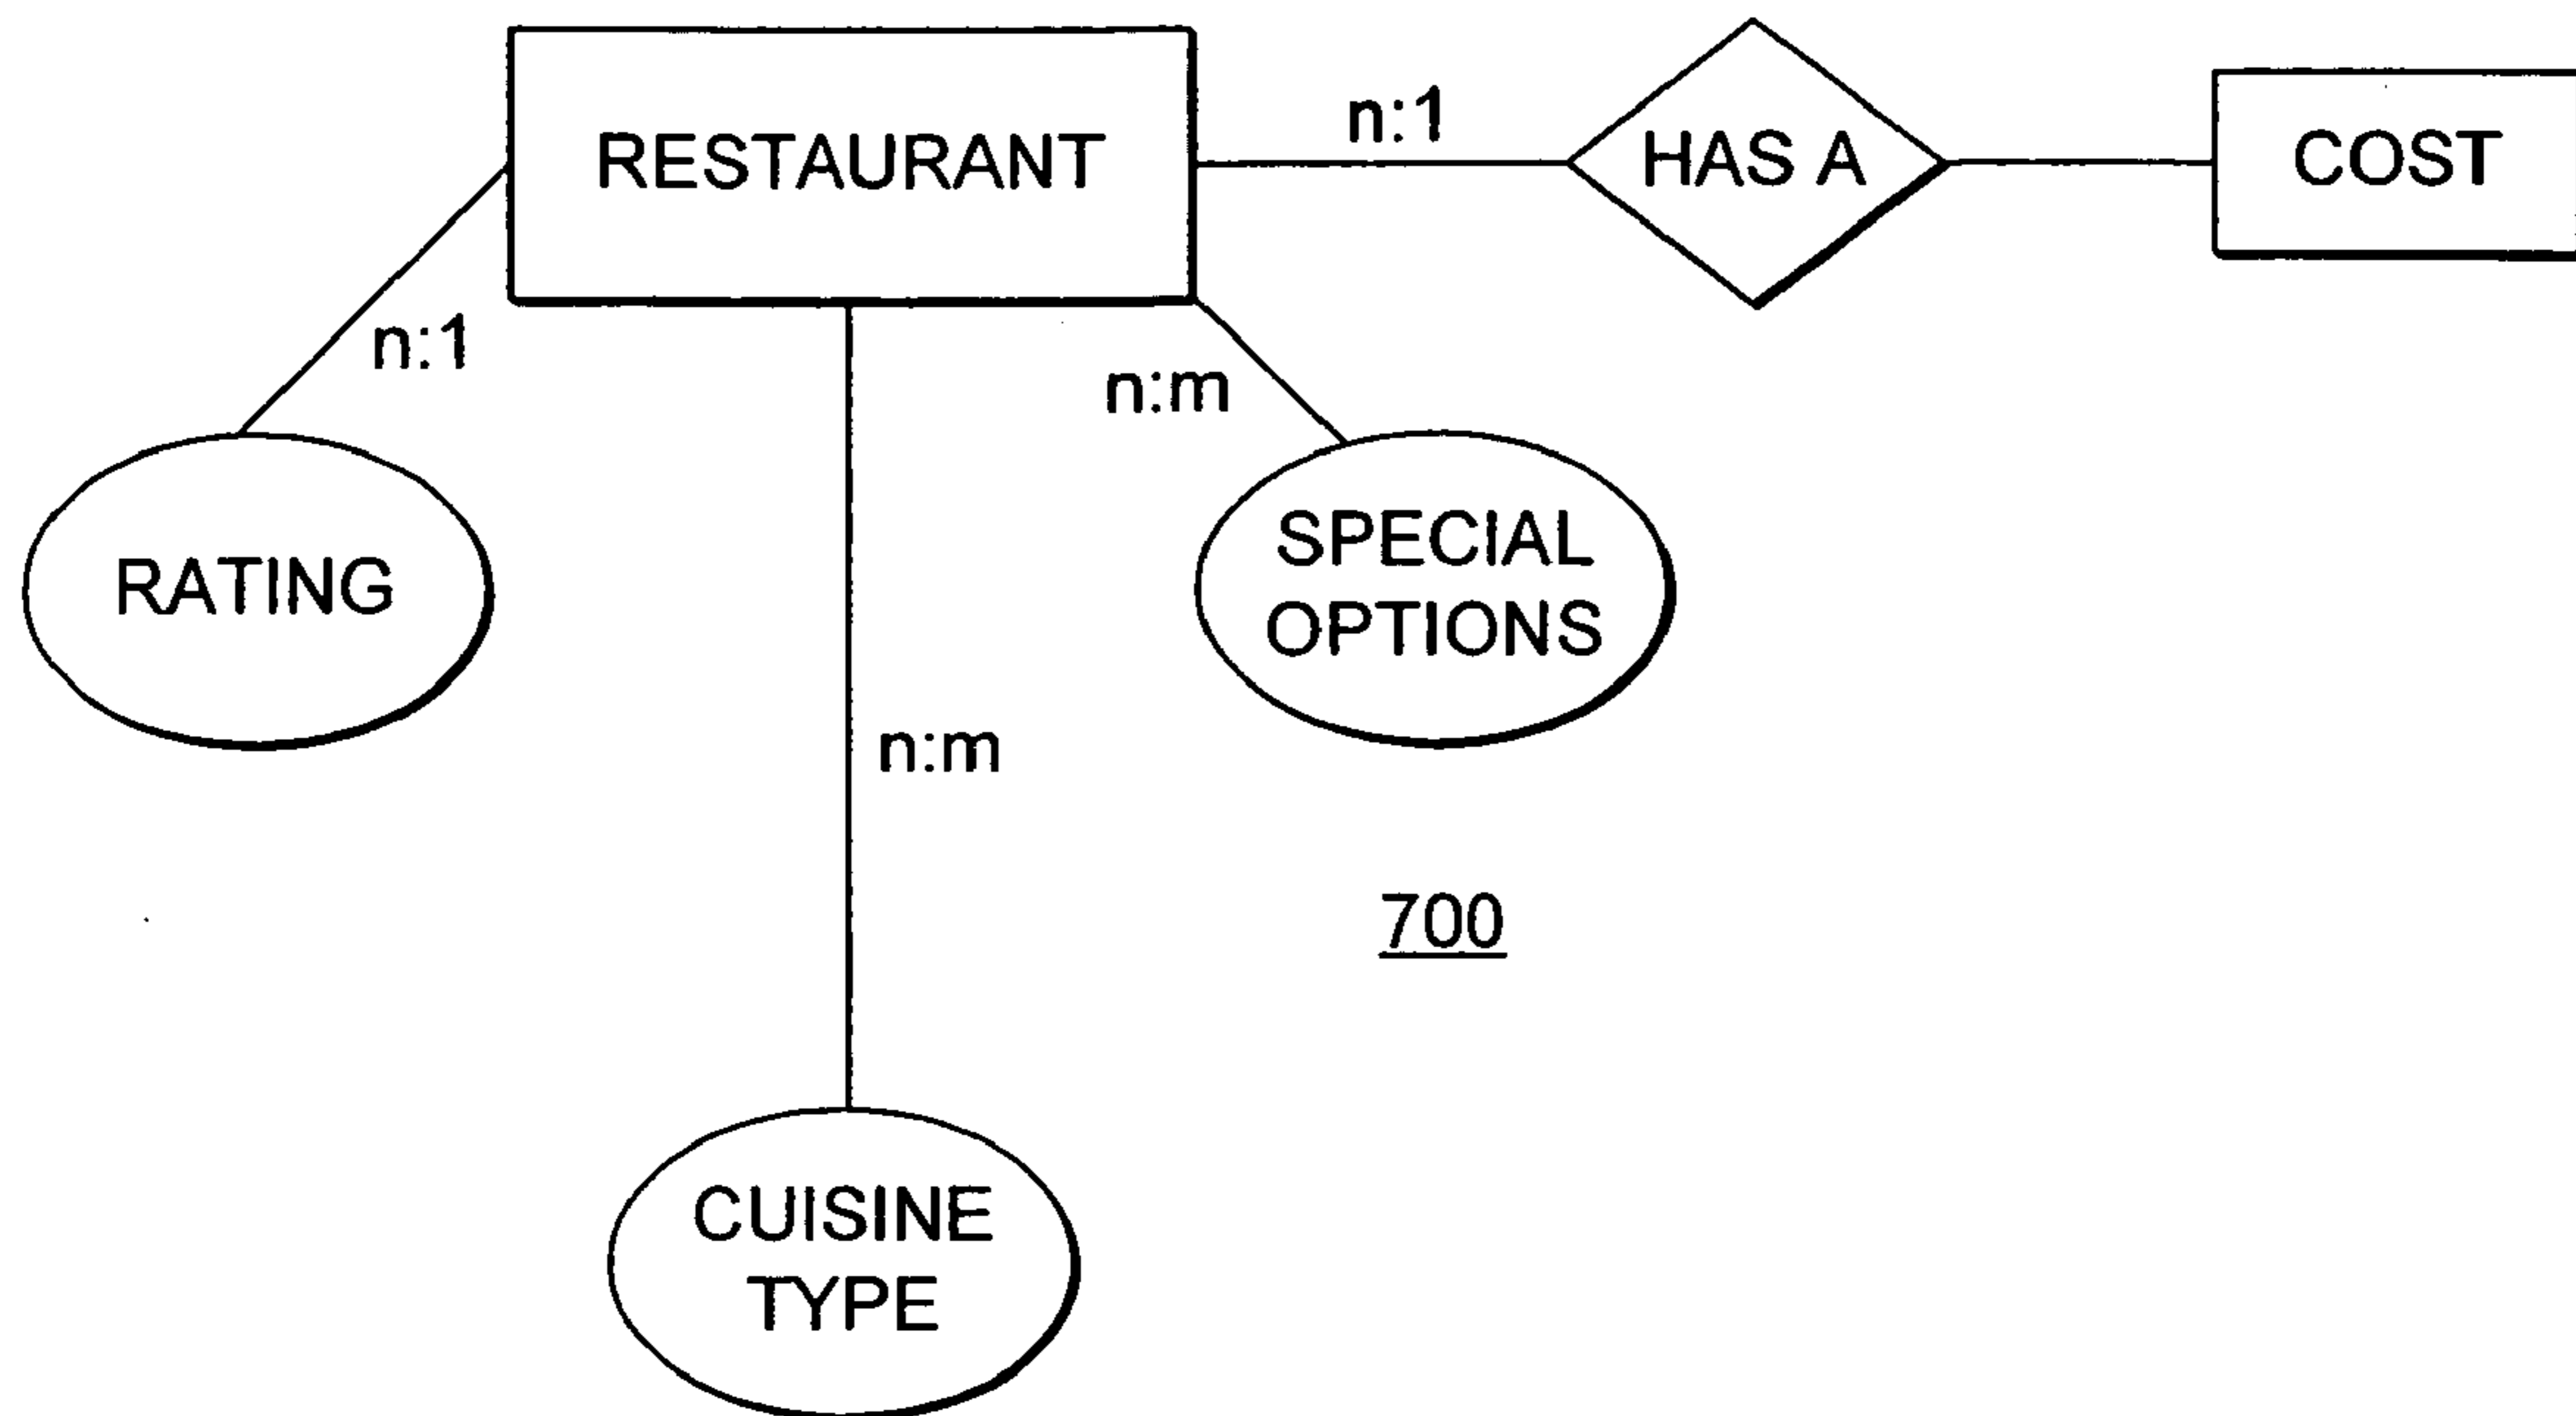 RESTAURANT
n:1
HAS A
COST
n:1
n:m
RATING
SPECIAL
OPTIONS
n:m
700
CUISINE
TYPE